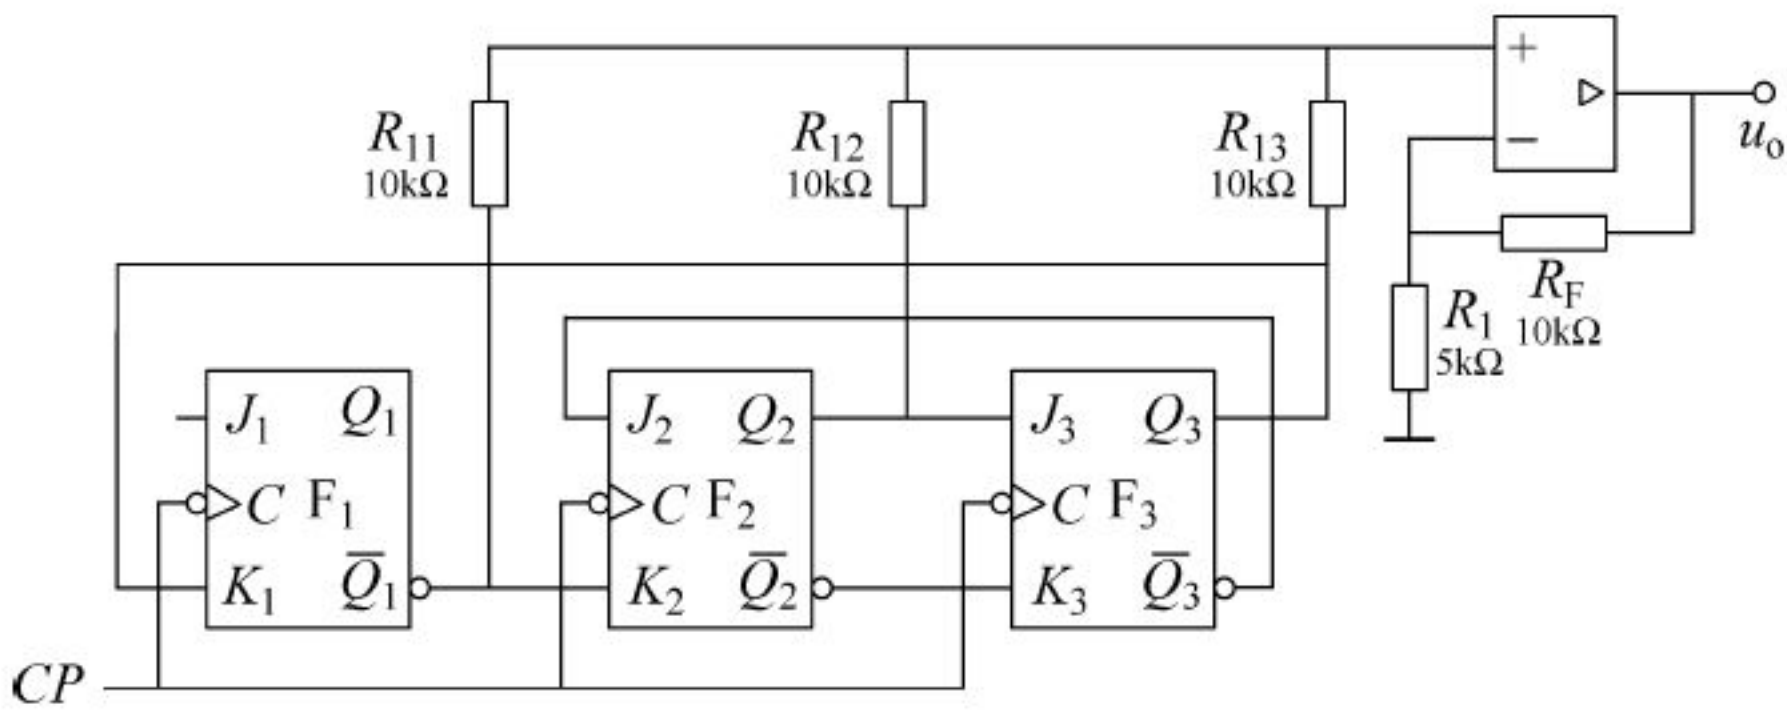 +
R₁₁
10kΩ
R₁₂
10kΩ
R₁₃
10kΩ
−
uₒ
R_F
10kΩ
R₁
5kΩ
J₁ Q₁
C F₁
K₁ Q̅₁
J₂ Q₂
C F₂
K₂ Q̅₂
J₃ Q₃
C F₃
K₃ Q̅₃
CP